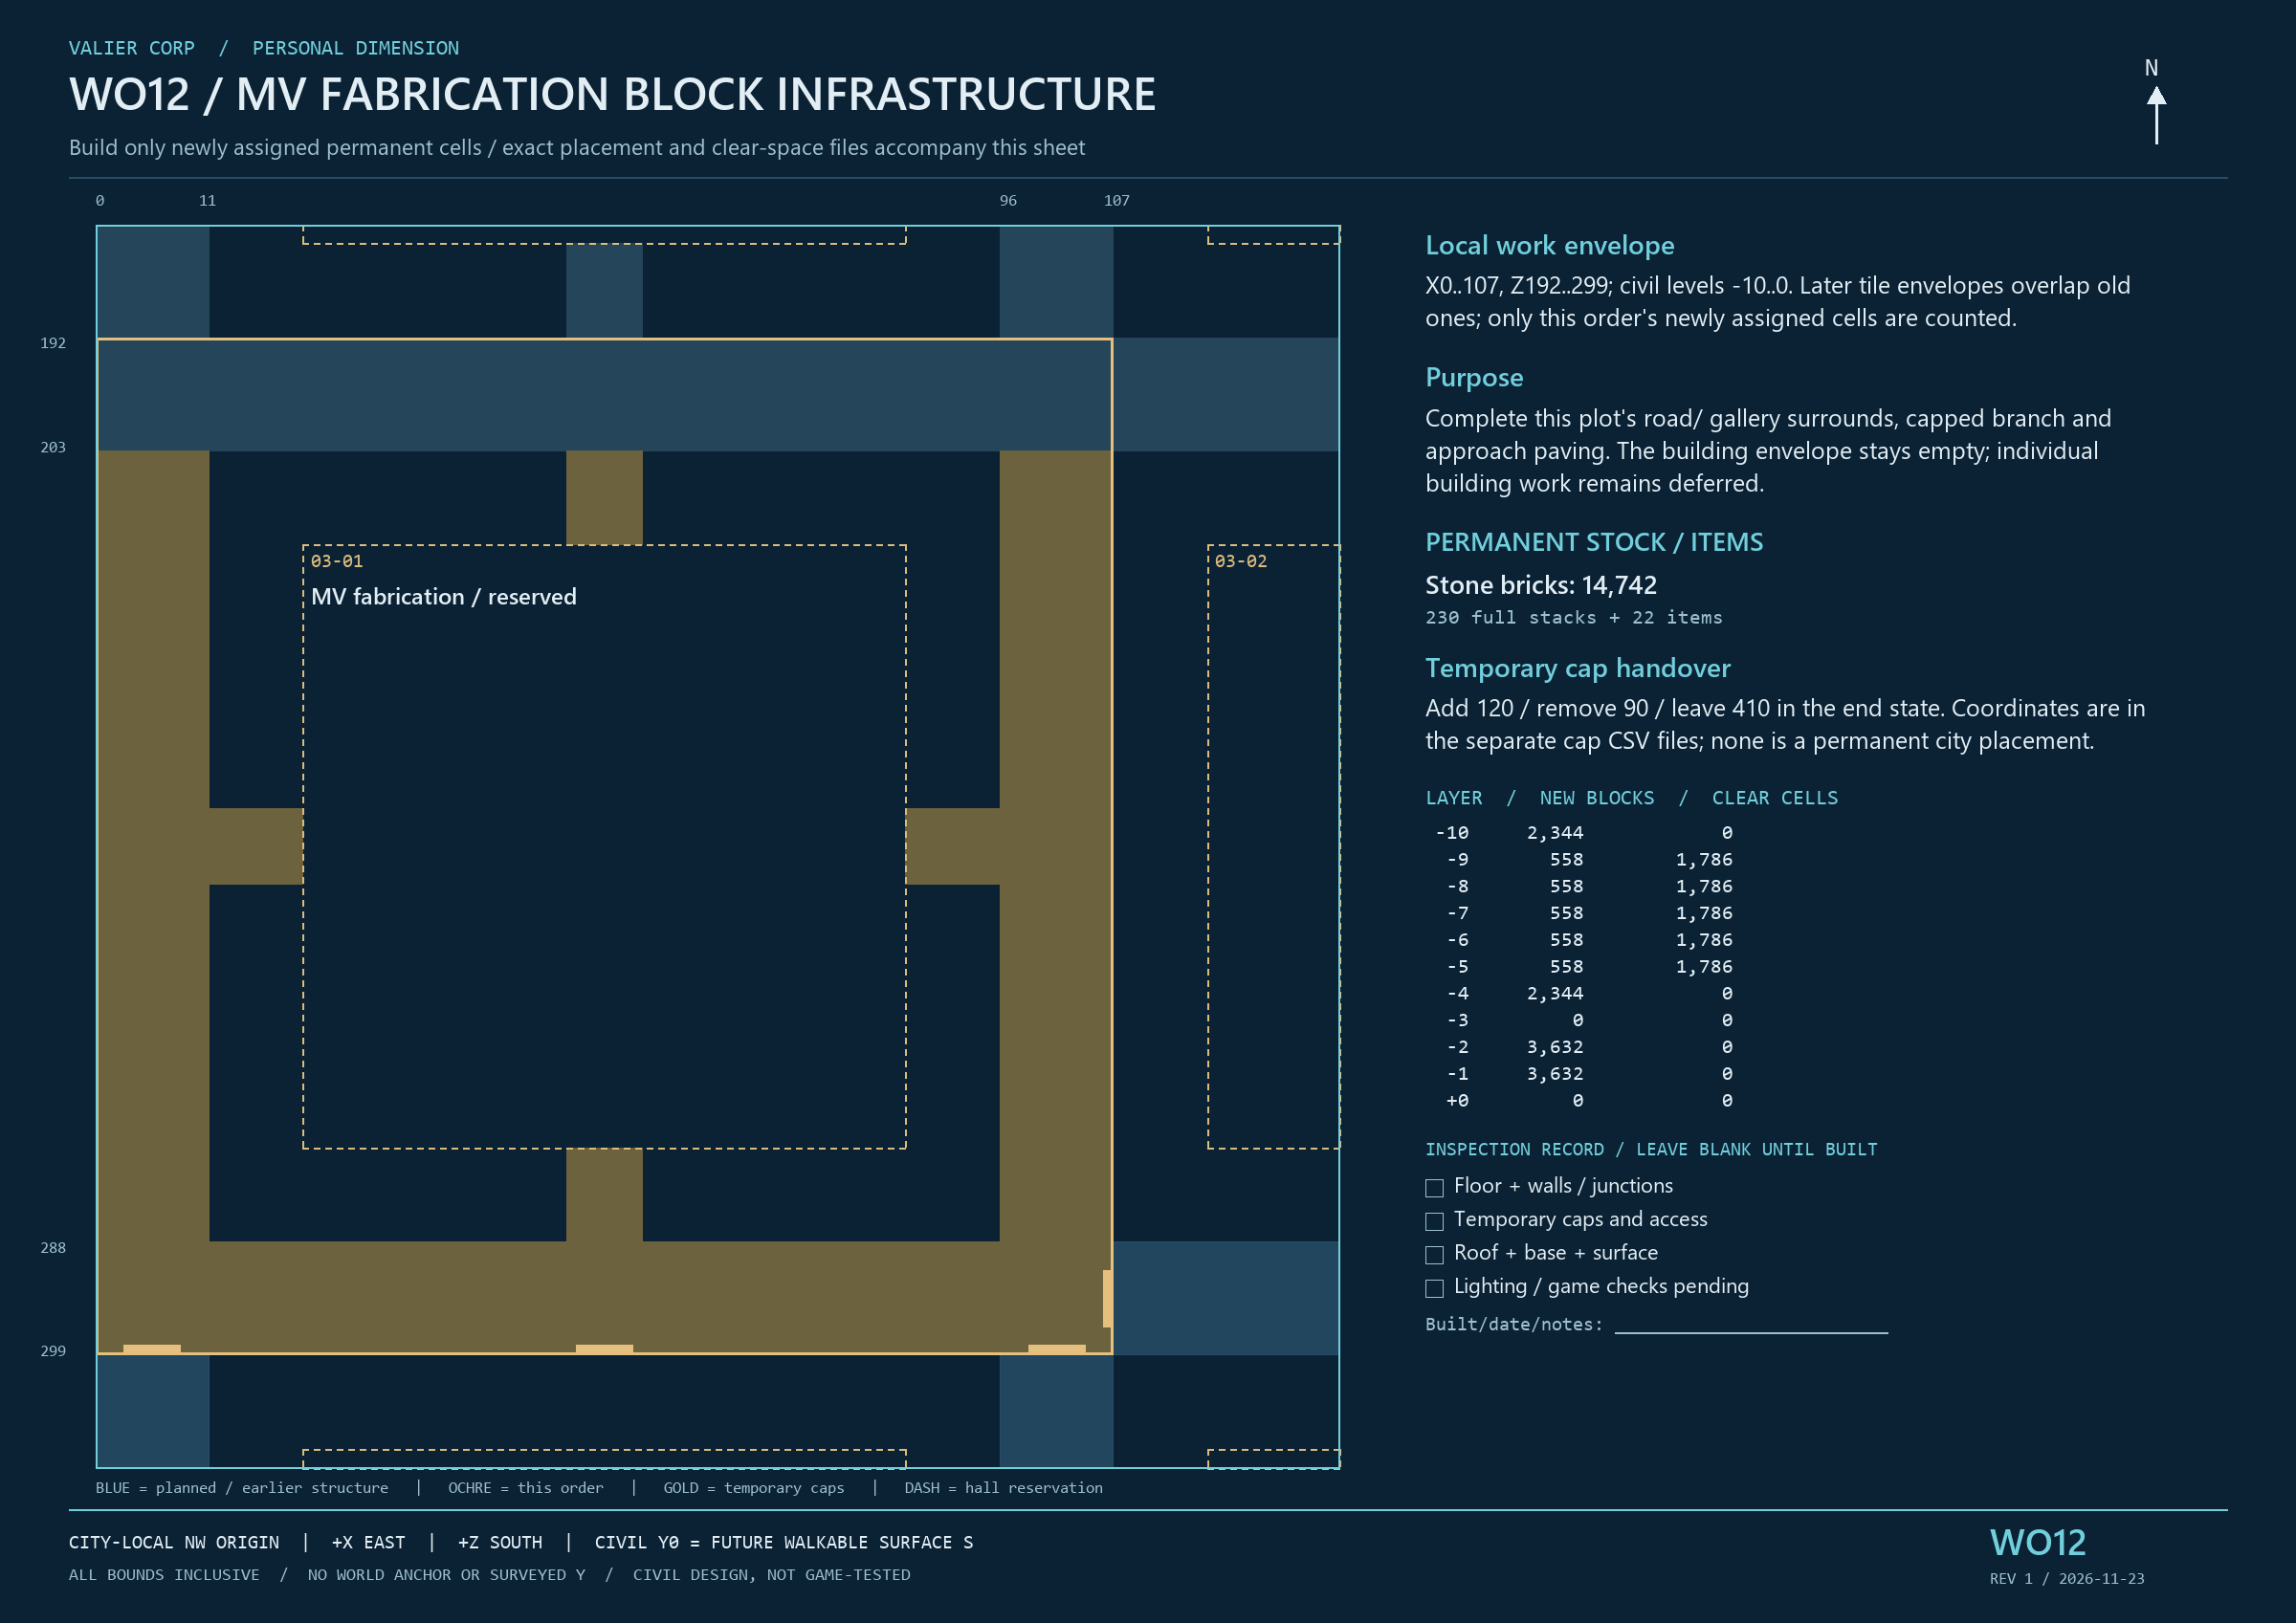 VALIER CORP / PERSONAL DIMENSION
WO12 / MV FABRICATION BLOCK INFRASTRUCTURE
Build only newly assigned permanent cells / exact placement and clear-space files accompany this sheet
N
0 11 96 107
192
203
288
299
03-01
MV fabrication / reserved
03-02
BLUE = planned / earlier structure | OCHRE = this order | GOLD = temporary caps | DASH = hall reservation
Local work envelope
X0..107, Z192..299; civil levels -10..0. Later tile envelopes overlap old
ones; only this order's newly assigned cells are counted.
Purpose
Complete this plot's road/ gallery surrounds, capped branch and
approach paving. The building envelope stays empty; individual
building work remains deferred.
PERMANENT STOCK / ITEMS
Stone bricks: 14,742
230 full stacks + 22 items
Temporary cap handover
Add 120 / remove 90 / leave 410 in the end state. Coordinates are in
the separate cap CSV files; none is a permanent city placement.
LAYER / NEW BLOCKS / CLEAR CELLS
-10 2,344 0
-9 558 1,786
-8 558 1,786
-7 558 1,786
-6 558 1,786
-5 558 1,786
-4 2,344 0
-3 0 0
-2 3,632 0
-1 3,632 0
+0 0 0
INSPECTION RECORD / LEAVE BLANK UNTIL BUILT
Floor + walls / junctions
Temporary caps and access
Roof + base + surface
Lighting / game checks pending
Built/date/notes:
CITY-LOCAL NW ORIGIN | +X EAST | +Z SOUTH | CIVIL Y0 = FUTURE WALKABLE SURFACE S
ALL BOUNDS INCLUSIVE / NO WORLD ANCHOR OR SURVEYED Y / CIVIL DESIGN, NOT GAME-TESTED
WO12
REV 1 / 2026-11-23